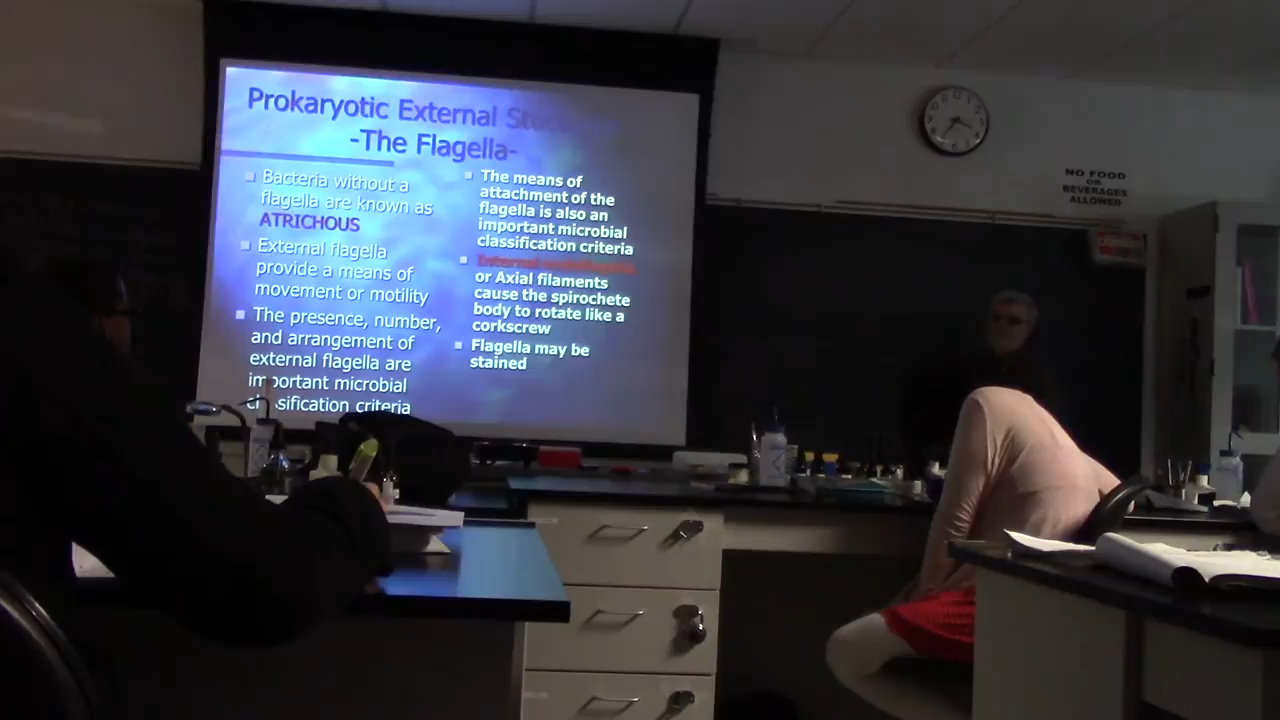 Prokaryotic External
-The Flagella-
Bacteria without a
flagella are known as
ATRICHOUS
External flagella
provide a means of
movement or motility
The presence, number,
and arrangement of
external flagella are
important microbial
classification criteria
The means of
attachment of the
flagella is also an
important microbial
classification criteria
Internal
or Axial filaments
cause the spirochete
body to rotate like a
corkscrew
Flagella may be
stained
NO FOOD
OR
BEVERAGES
ALLOWED